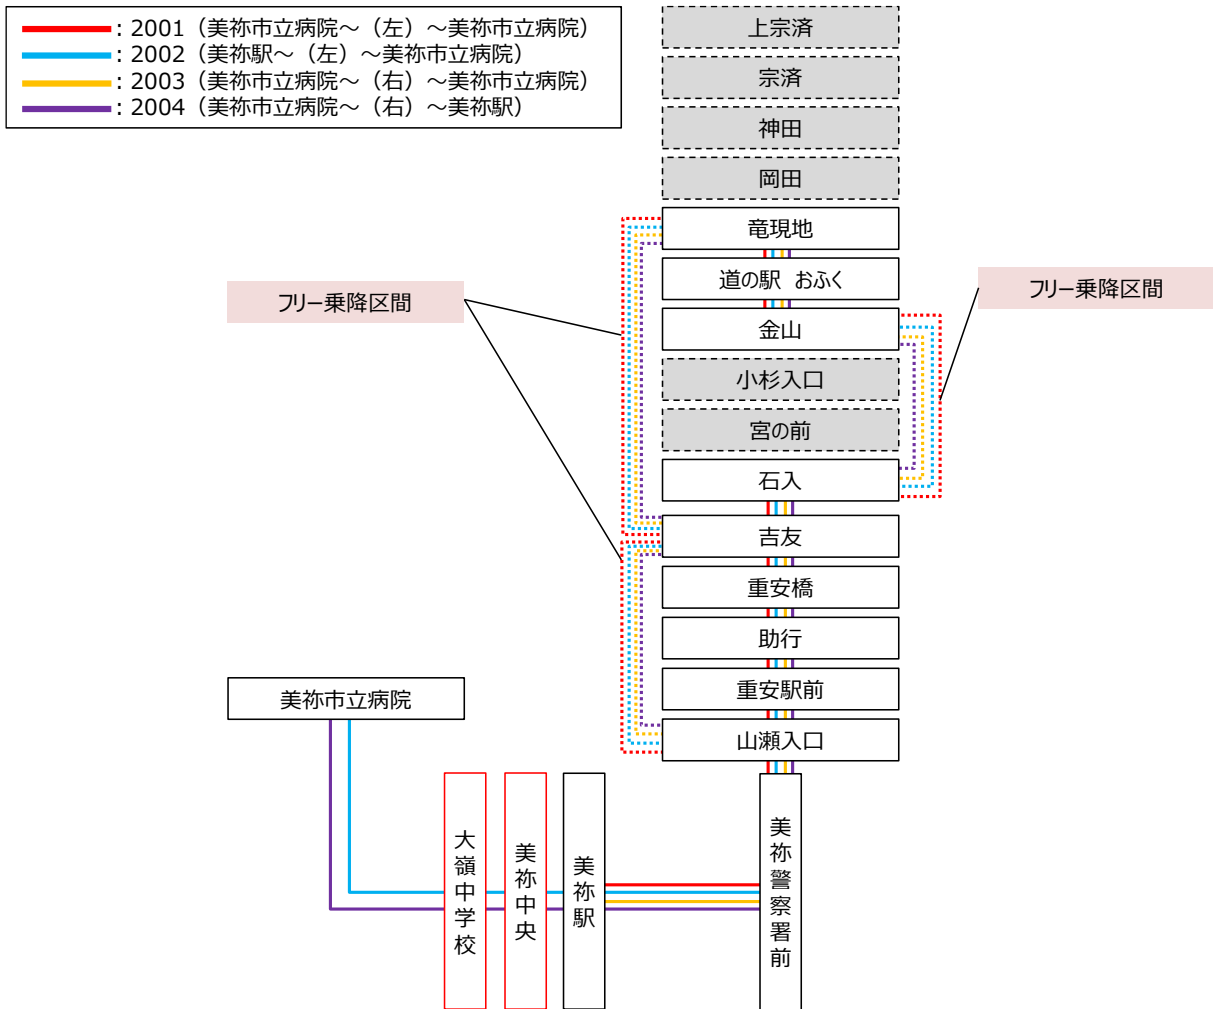 : 2001（美祢市立病院～（左）～美祢市立病院）
: 2002（美祢駅～（左）～美祢市立病院）
: 2003（美祢市立病院～（右）～美祢市立病院）
: 2004（美祢市立病院～（右）～美祢駅）
上宗済
宗済
神田
岡田
竜現地
道の駅 おふく
フリー乗降区間
フリー乗降区間
金山
小杉入口
宮の前
石入
吉友
重安橋
助行
重安駅前
美祢市立病院
山瀬入口
大嶺中学校
美祢中央
美祢駅
美祢警察署前